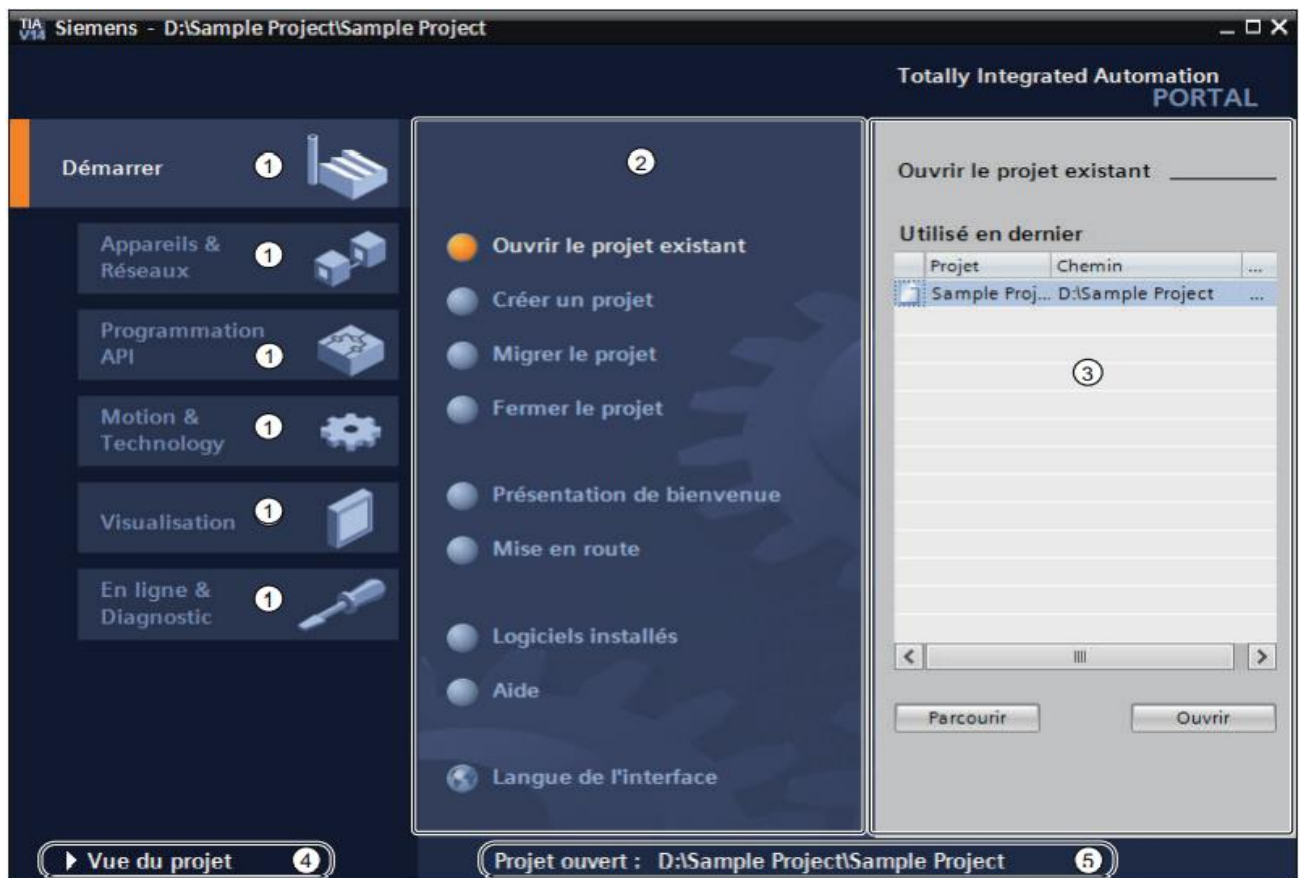 TIA V14 Siemens - D:\Sample Project\Sample Project
Totally Integrated Automation
PORTAL
Démarrer 1
Appareils &
Réseaux 1
Programmation
API 1
Motion &
Technology 1
Visualisation 1
En ligne &
Diagnostic 1
2
Ouvrir le projet existant
Créer un projet
Migrer le projet
Fermer le projet
Présentation de bienvenue
Mise en route
Logiciels installés
Aide
Langue de l'interface
Ouvrir le projet existant
Utilisé en dernier
Projet Chemin ...
Sample Proj... D:\Sample Project ...
3
Parcourir Ouvrir
Vue du projet 4
Projet ouvert : D:\Sample Project\Sample Project 5